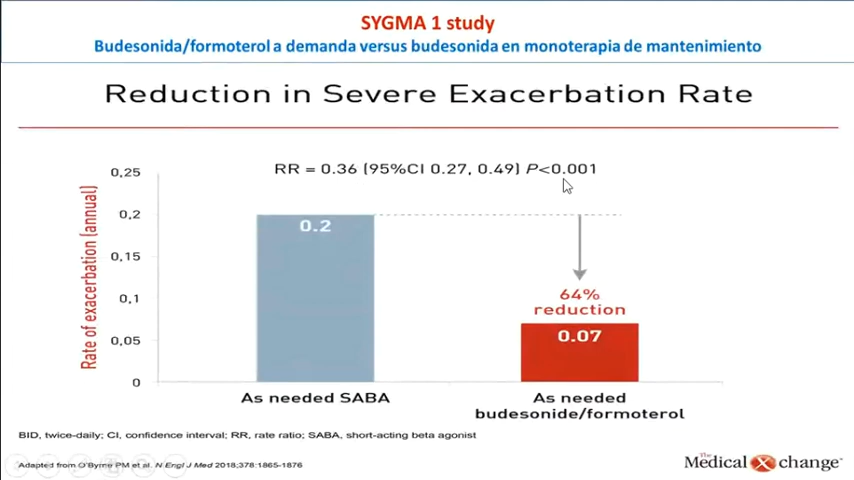 SYGMA 1 study
Budesonida/formoterol a demanda versus budesonida en monoterapia de mantenimiento
Reduction in Severe Exacerbation Rate
RR = 0.36 (95%CI 0.27, 0.49) P<0.001
Rate of exacerbation (annual)
0,25
0,2
0,15
0,1
0,05
0
0.2
64%
reduction
0.07
As needed SABA
As needed
budesonide/formoterol
BID, twice-daily; CI, confidence interval; RR, rate ratio; SABA, short-acting beta agonist
Adapted from O'Byrne PM et al. N Engl J Med 2018;378:1865-1876
The
Medical Xchange